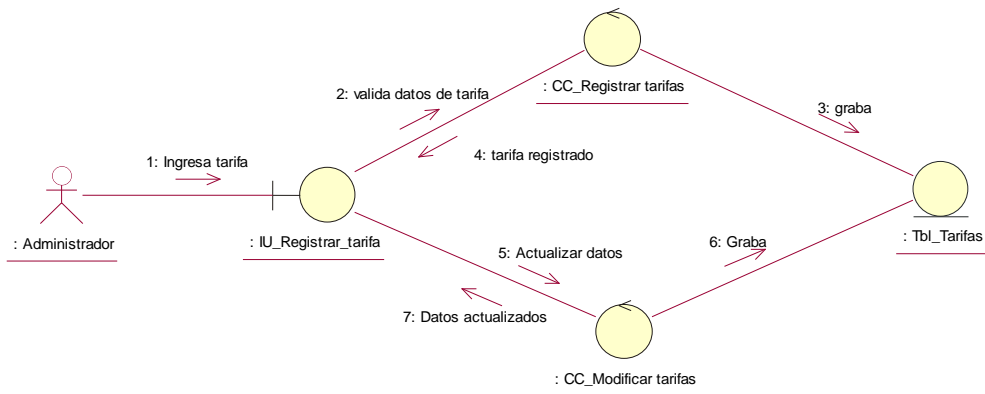 : CC_Registrar tarifas
2: valida datos de tarifa
3: graba
4: tarifa registrado
1: Ingresa tarifa
: Administrador
: IU_Registrar_tarifa
: Tbl_Tarifas
5: Actualizar datos
6: Graba
7: Datos actualizados
: CC_Modificar tarifas